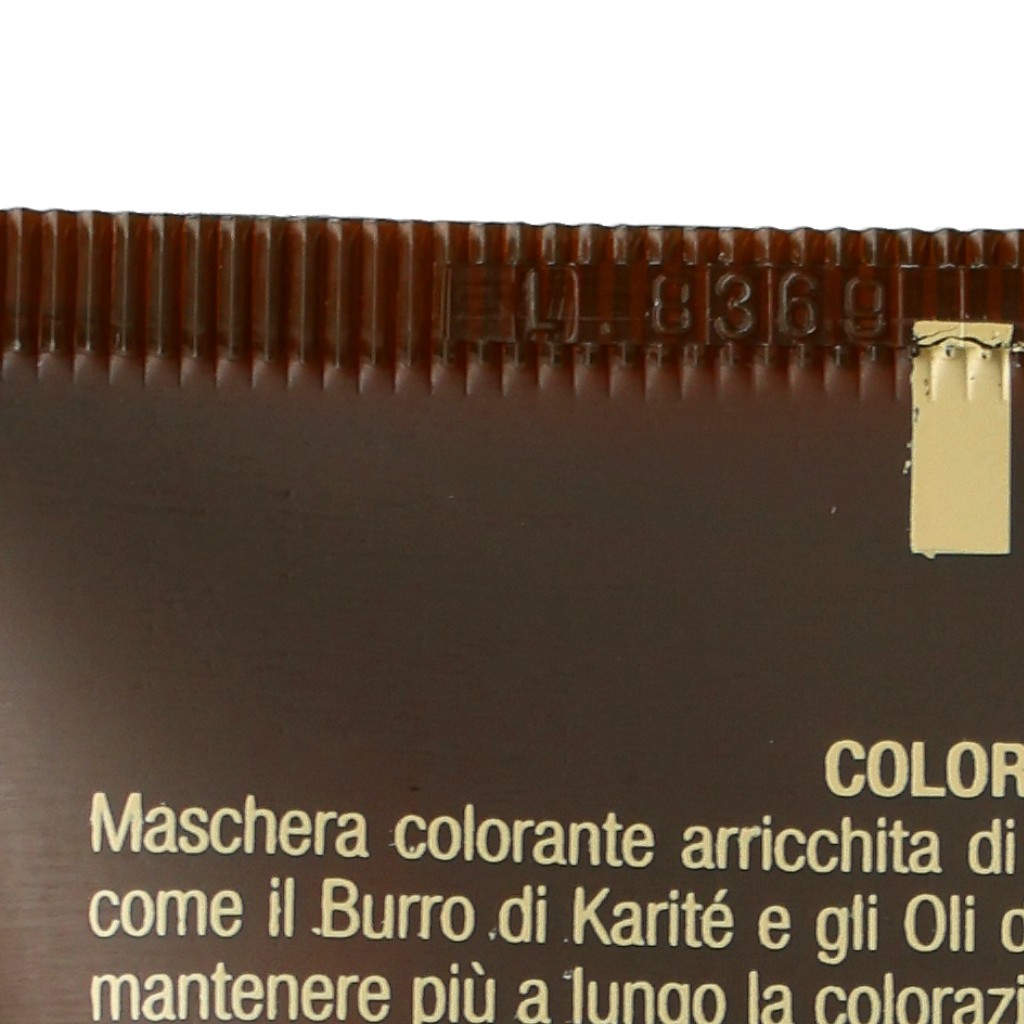 8369
COLOR
Maschera colorante arricchita di
come il Burro di Karité e gli Oli
mantenere più a lungo la colorazi